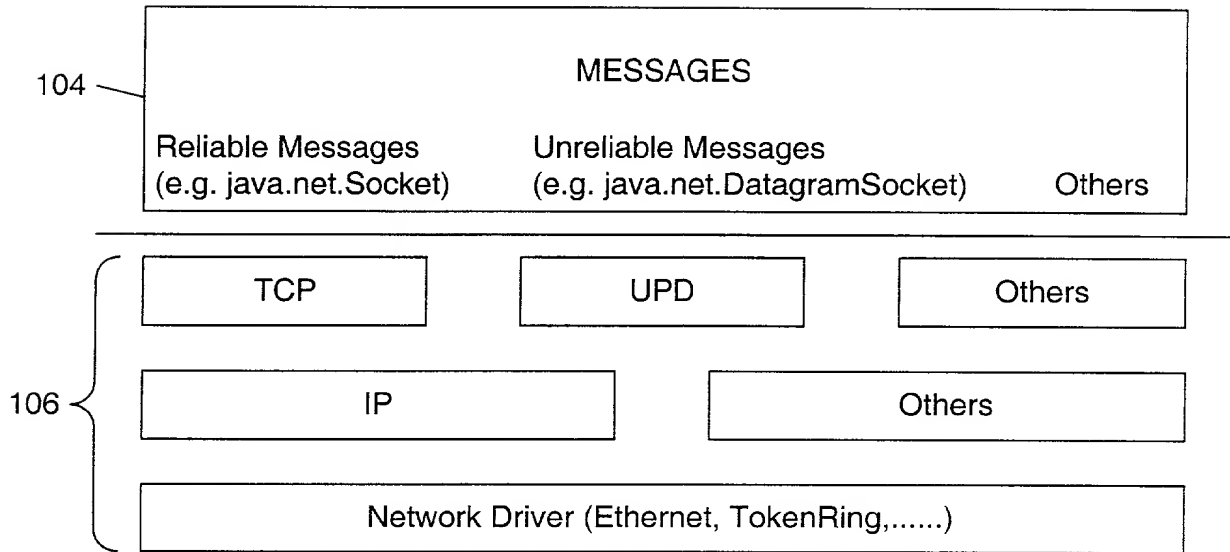 MESSAGES
104
Reliable Messages Unreliable Messages
(e.g. java.net.Socket) (e.g. java.net.DatagramSocket) Others
TCP UPD Others
106 IP Others
Network Driver (Ethernet, TokenRing,......)